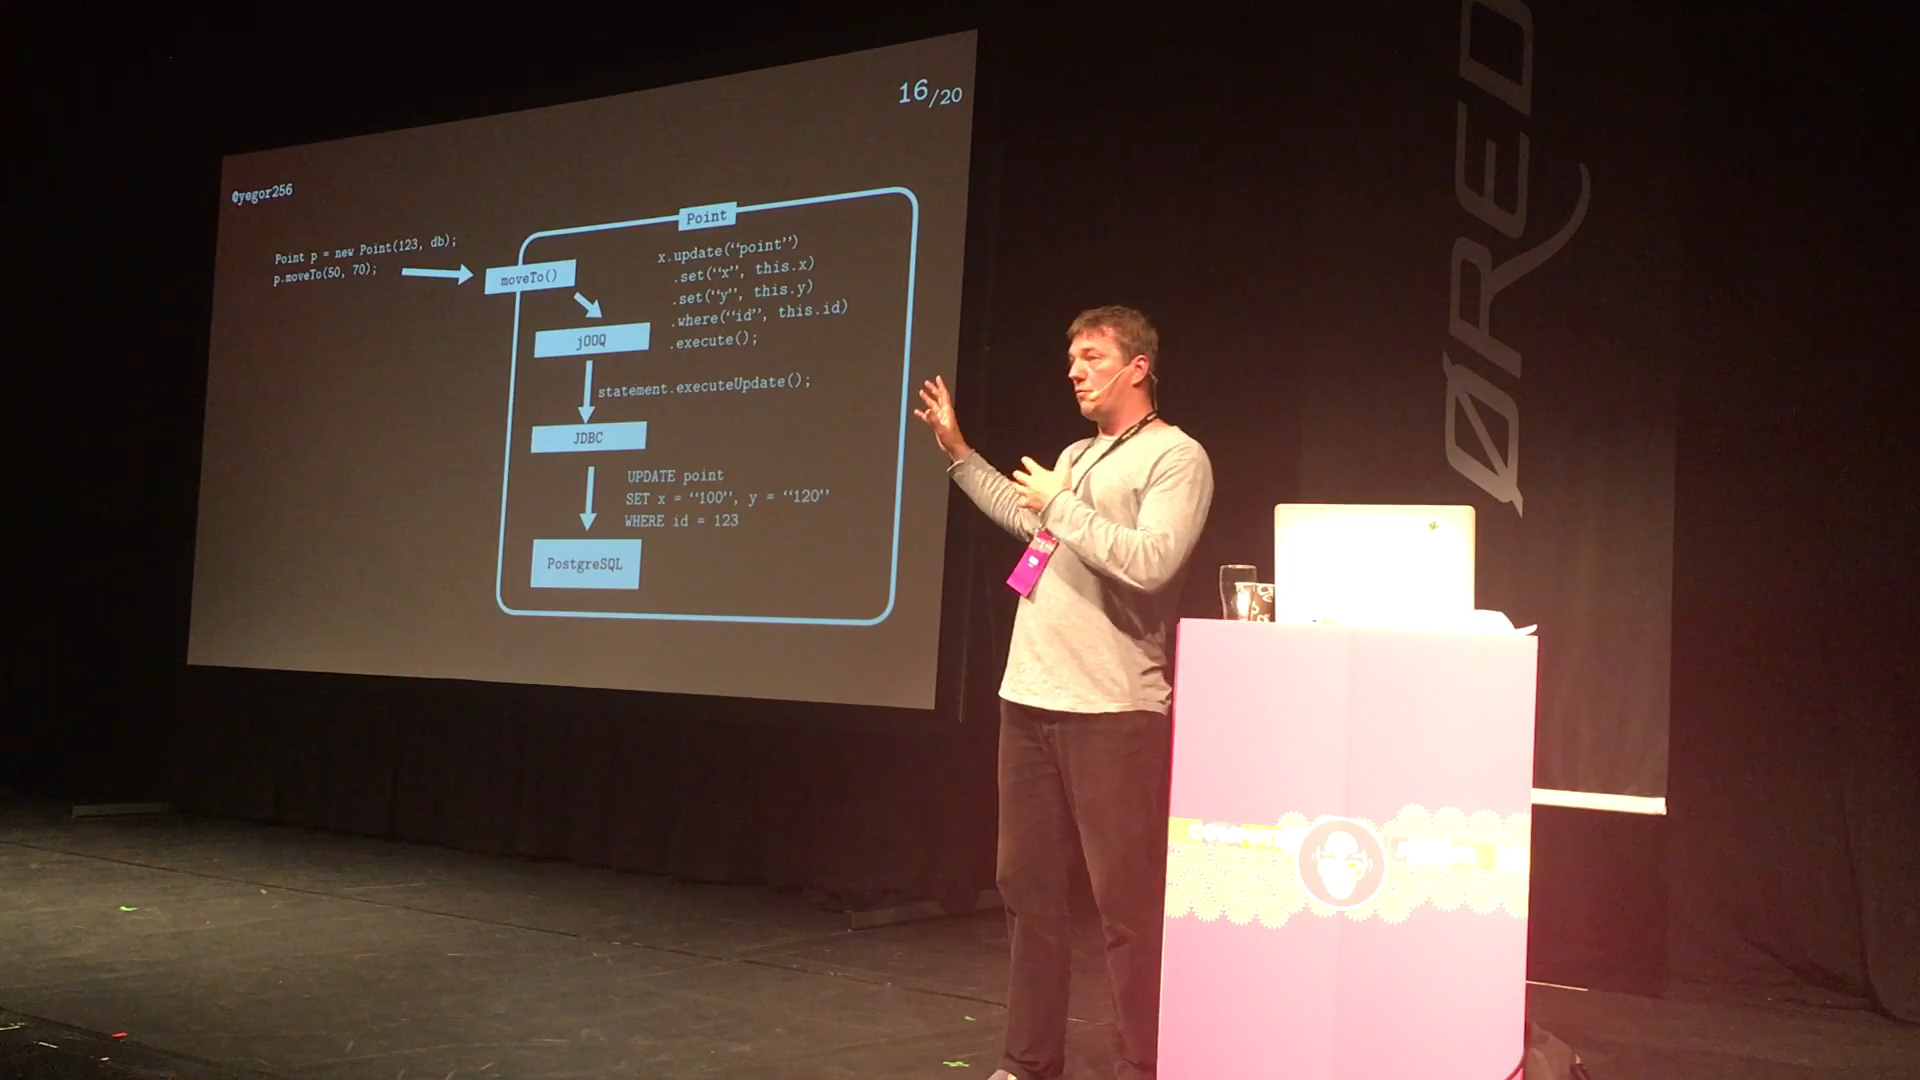 16/20
@yegor256
Point p = new Point(123, db);
p.moveTo(50, 70);
Point
moveTo()
x.update(“point”)
.set(“x”, this.x)
.set(“y”, this.y)
.where(“id”, this.id)
.execute();
jOOQ
statement.executeUpdate();
JDBC
UPDATE point
SET x = “100”, y = “120”
WHERE id = 123
PostgreSQL
ØRED